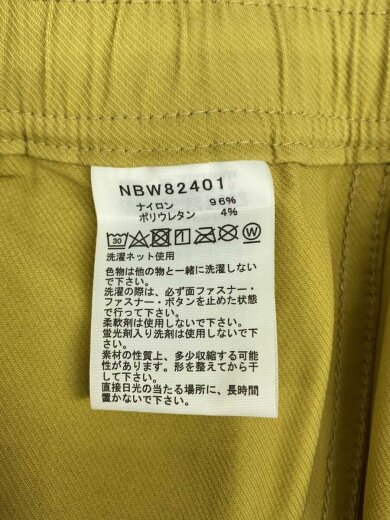 NBW82401
ナイロン 96%
ポリウレタン 4%
30
洗濯ネット使用
色物は他の物と一緒に洗濯しない
で下さい。
洗濯の際は、必ず面ファスナー・
ファスナー・ボタンを止めた状態
で行って下さい。
柔軟剤は使用しないで下さい。
蛍光剤入り洗剤は使用しないで下
さい。
素材の性質上、多少収縮する可能
性があります。形を整えてから干
して下さい。
直接日光の当たる場所に、長時間
置かないで下さい。